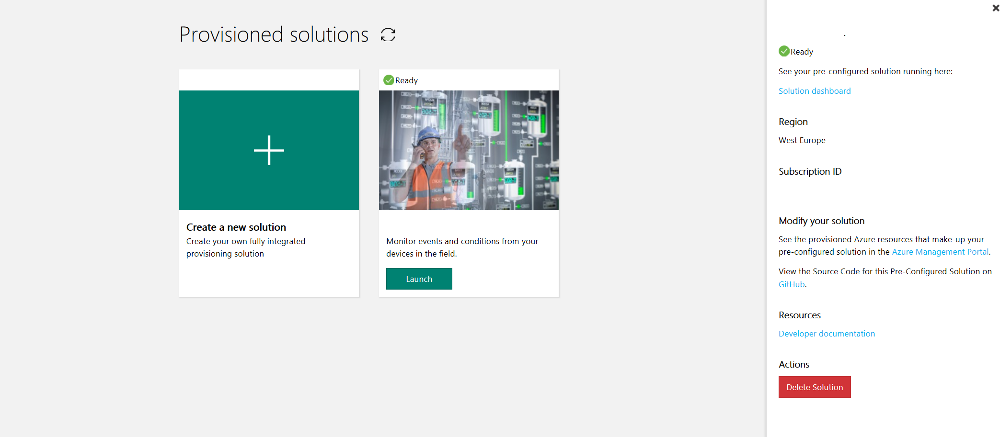 Provisioned solutions
Ready
Create a new solution
Create your own fully integrated
provisioning solution
Monitor events and conditions from your
devices in the field.
Launch
Ready
See your pre-configured solution running here:
Solution dashboard
Region
West Europe
Subscription ID
Modify your solution
See the provisioned Azure resources that make-up your
pre-configured solution in the Azure Management Portal.
View the Source Code for this Pre-Configured Solution on
GitHub.
Resources
Developer documentation
Actions
Delete Solution